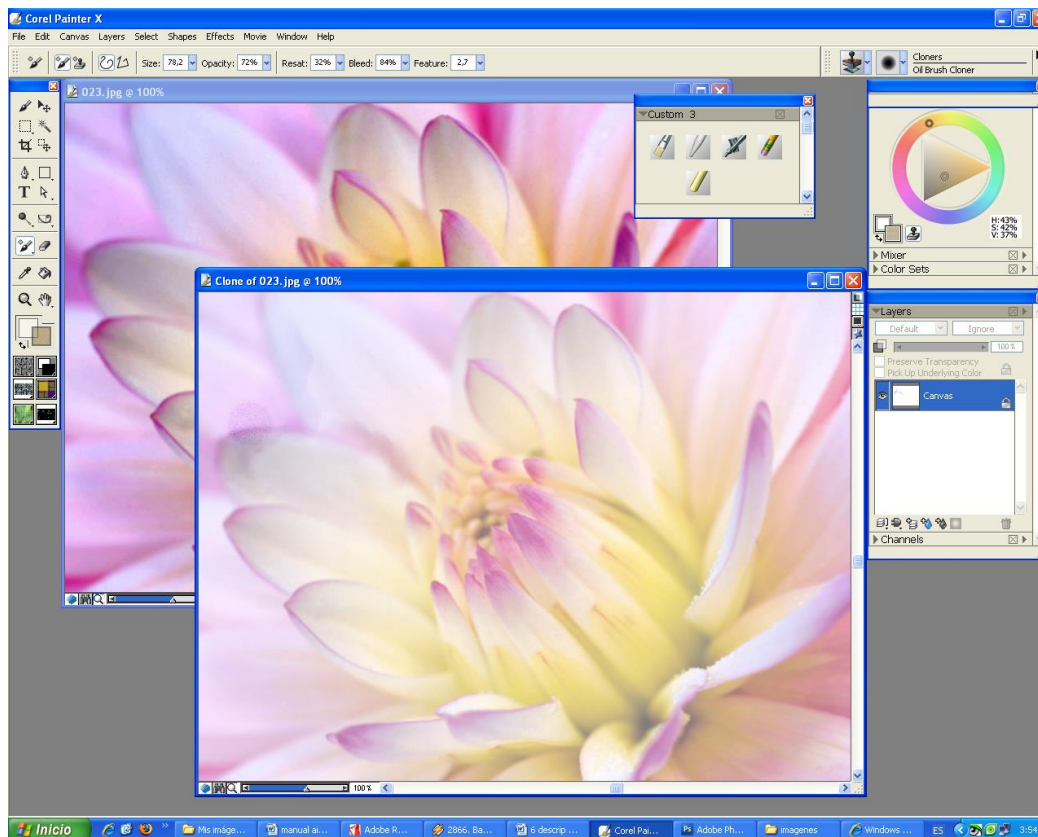 Corel Painter X
File Edit Canvas Layers Select Shapes Effects Movie Window Help
Size: 78,2 Opacity: 72% Resat: 32% Bleed: 84% Feature: 2,7
Cloners
Oil Brush Cloner
023.jpg @ 100%
Custom 3
H:43%
S: 42%
V: 37%
Mixer
Color Sets
Clone of 023.jpg @ 100%
Layers
Default Ignore
100%
Preserve Transparency
Pick Up Underlying Color
Canvas
Channels
T
100%
Inicio Mis imáge... manual ai... Adobe R... 2866. Ba... 6 descrip ... Corel Pai... Adobe Ph... imagenes Windows ... ES 3:54